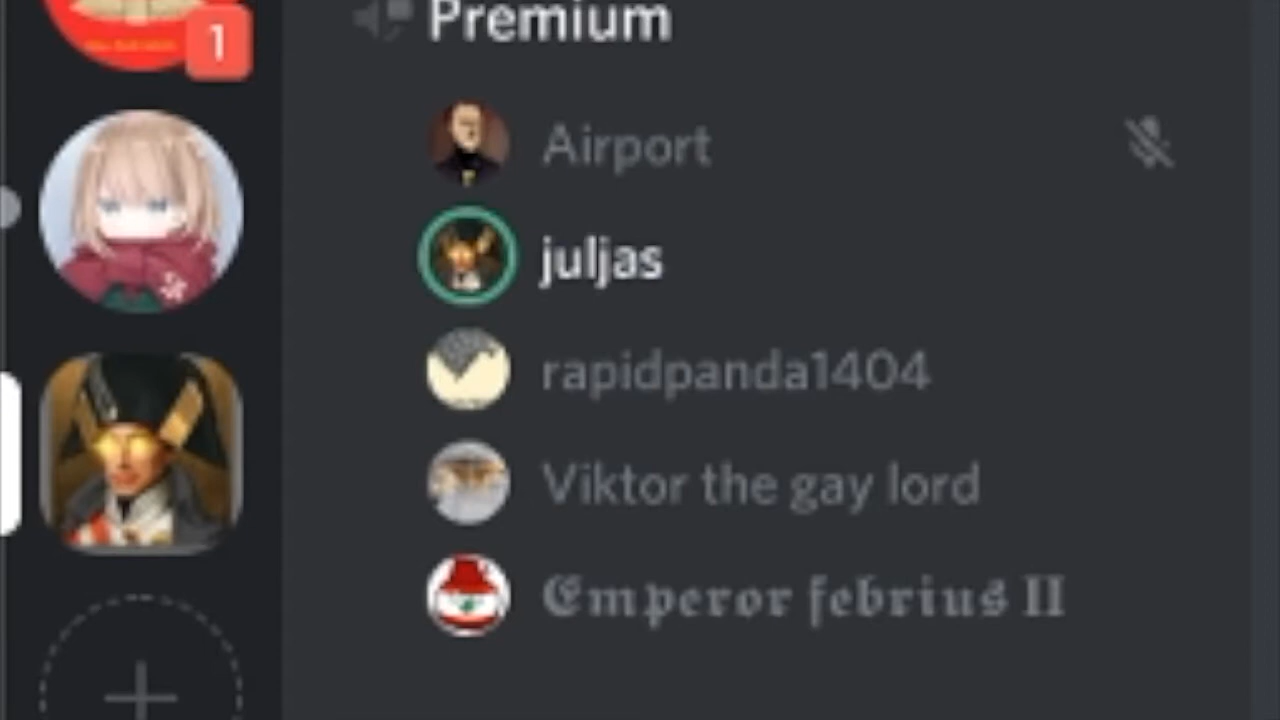 Premium
1
Airport
juljas
rapidpanda1404
Viktor the gay lord
𝕰𝖒𝖕𝖊𝖗𝖔𝖗 𝖋𝖊𝖇𝖗𝖎𝖚𝖘 𝐈𝐈